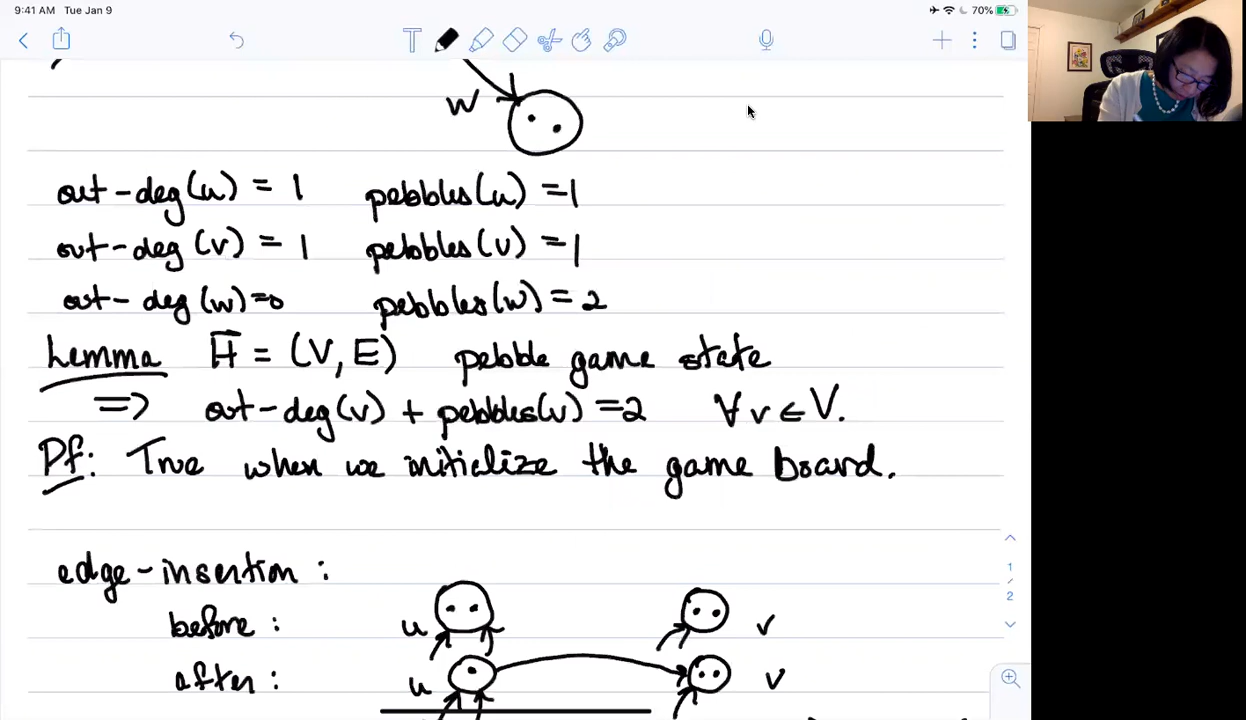 9:41 AM Tue Jan 9
70%
W
out-deg(u) = 1 pebbles(u) = 1
out-deg(v) = 1 pebbles(v) = 1
out-deg(w)=0 pebbles(w) = 2
Lemma H = (V, E) pebble game state
=> out-deg(v) + pebbles(v) = 2 ∀ v ∈ V.
Pf: True when we initialize the game board.
edge-insertion :
before : u v
after : u v
1 / 2